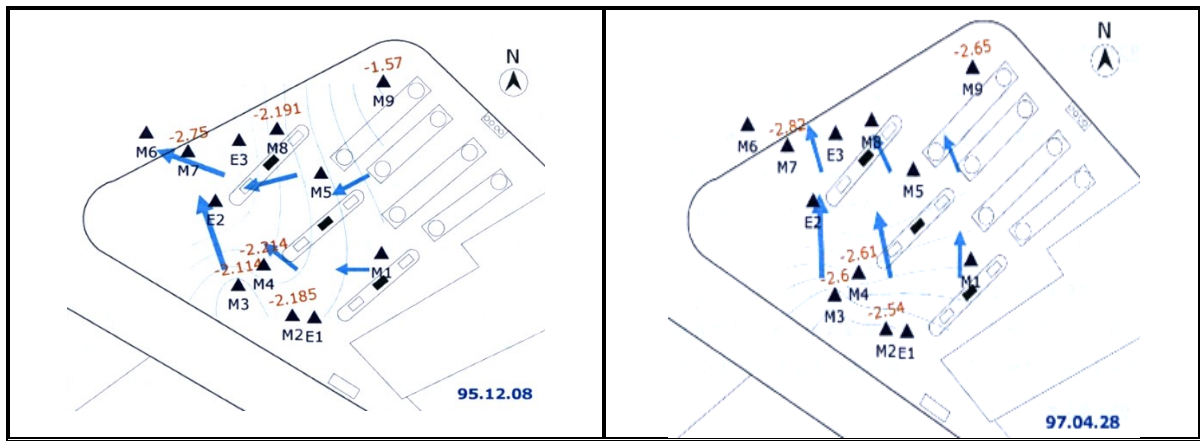 N
-1.57
M9
-2.191
M8
-2.75
M6
M7
E3
M5
E2
-2.214
-2.114
M4
M1
M3
-2.185
M2 E1
95.12.08
N
-2.65
M9
-2.82
M6
M7
E3
M8
M5
E2
-2.61
-2.6
M4
M1
M3
-2.54
M2 E1
97.04.28